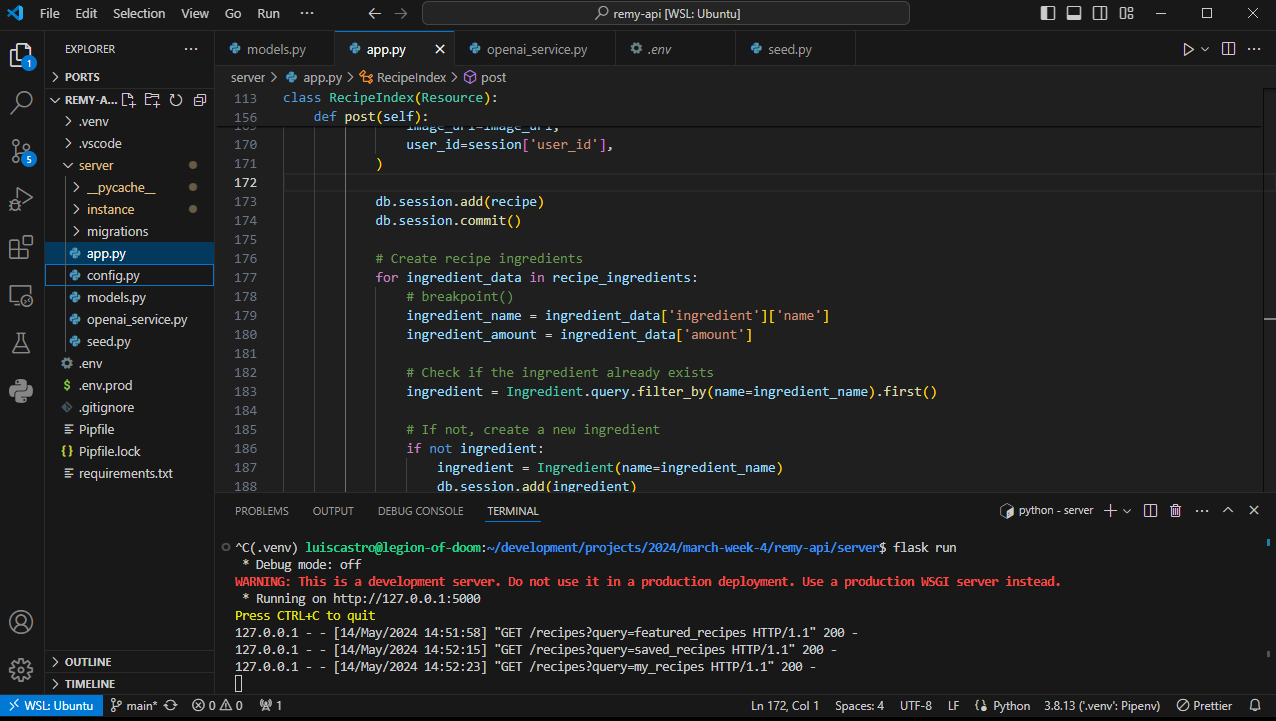 File Edit Selection View Go Run ··· remy-api [WSL: Ubuntu]
EXPLORER ···
PORTS
REMY-A...
.venv
.vscode
server
__pycache__
instance
migrations
app.py
config.py
models.py
openai_service.py
seed.py
.env
$ .env.prod
.gitignore
Pipfile
{} Pipfile.lock
requirements.txt
OUTLINE
TIMELINE
1
5
models.py app.py openai_service.py .env seed.py
server > app.py > RecipeIndex > post
113 class RecipeIndex(Resource):
156 def post(self):
169 image_url=image_url,
170 user_id=session['user_id'],
171 )
172
173 db.session.add(recipe)
174 db.session.commit()
175
176 # Create recipe ingredients
177 for ingredient_data in recipe_ingredients:
178 # breakpoint()
179 ingredient_name = ingredient_data['ingredient']['name']
180 ingredient_amount = ingredient_data['amount']
181
182 # Check if the ingredient already exists
183 ingredient = Ingredient.query.filter_by(name=ingredient_name).first()
184
185 # If not, create a new ingredient
186 if not ingredient:
187 ingredient = Ingredient(name=ingredient_name)
188 db.session.add(ingredient)
PROBLEMS OUTPUT DEBUG CONSOLE TERMINAL python - server
^C(.venv) luiscastro@legion-of-doom:~/development/projects/2024/march-week-4/remy-api/server$ flask run
* Debug mode: off
WARNING: This is a development server. Do not use it in a production deployment. Use a production WSGI server instead.
* Running on http://127.0.0.1:5000
Press CTRL+C to quit
127.0.0.1 - - [14/May/2024 14:51:58] "GET /recipes?query=featured_recipes HTTP/1.1" 200 -
127.0.0.1 - - [14/May/2024 14:52:15] "GET /recipes?query=saved_recipes HTTP/1.1" 200 -
127.0.0.1 - - [14/May/2024 14:52:23] "GET /recipes?query=my_recipes HTTP/1.1" 200 -
WSL: Ubuntu main* 0 0 1 Ln 172, Col 1 Spaces: 4 UTF-8 LF Python 3.8.13 ('.venv': Pipenv) Prettier